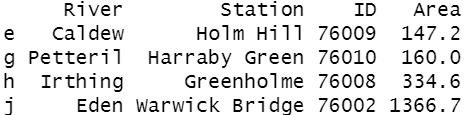 River Station ID Area
e Caldew Holm Hill 76009 147.2
g Petteril Harraby Green 76010 160.0
h Irthing Greenholme 76008 334.6
j Eden Warwick Bridge 76002 1366.7